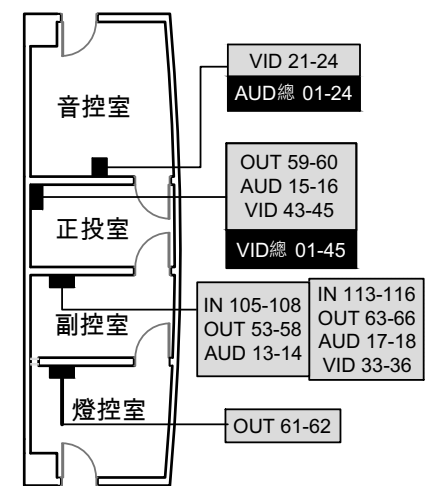 音控室
VID 21-24
AUD總 01-24
正投室
OUT 59-60
AUD 15-16
VID 43-45
VID總 01-45
副控室
IN 105-108
OUT 53-58
AUD 13-14
IN 113-116
OUT 63-66
AUD 17-18
VID 33-36
燈控室
OUT 61-62